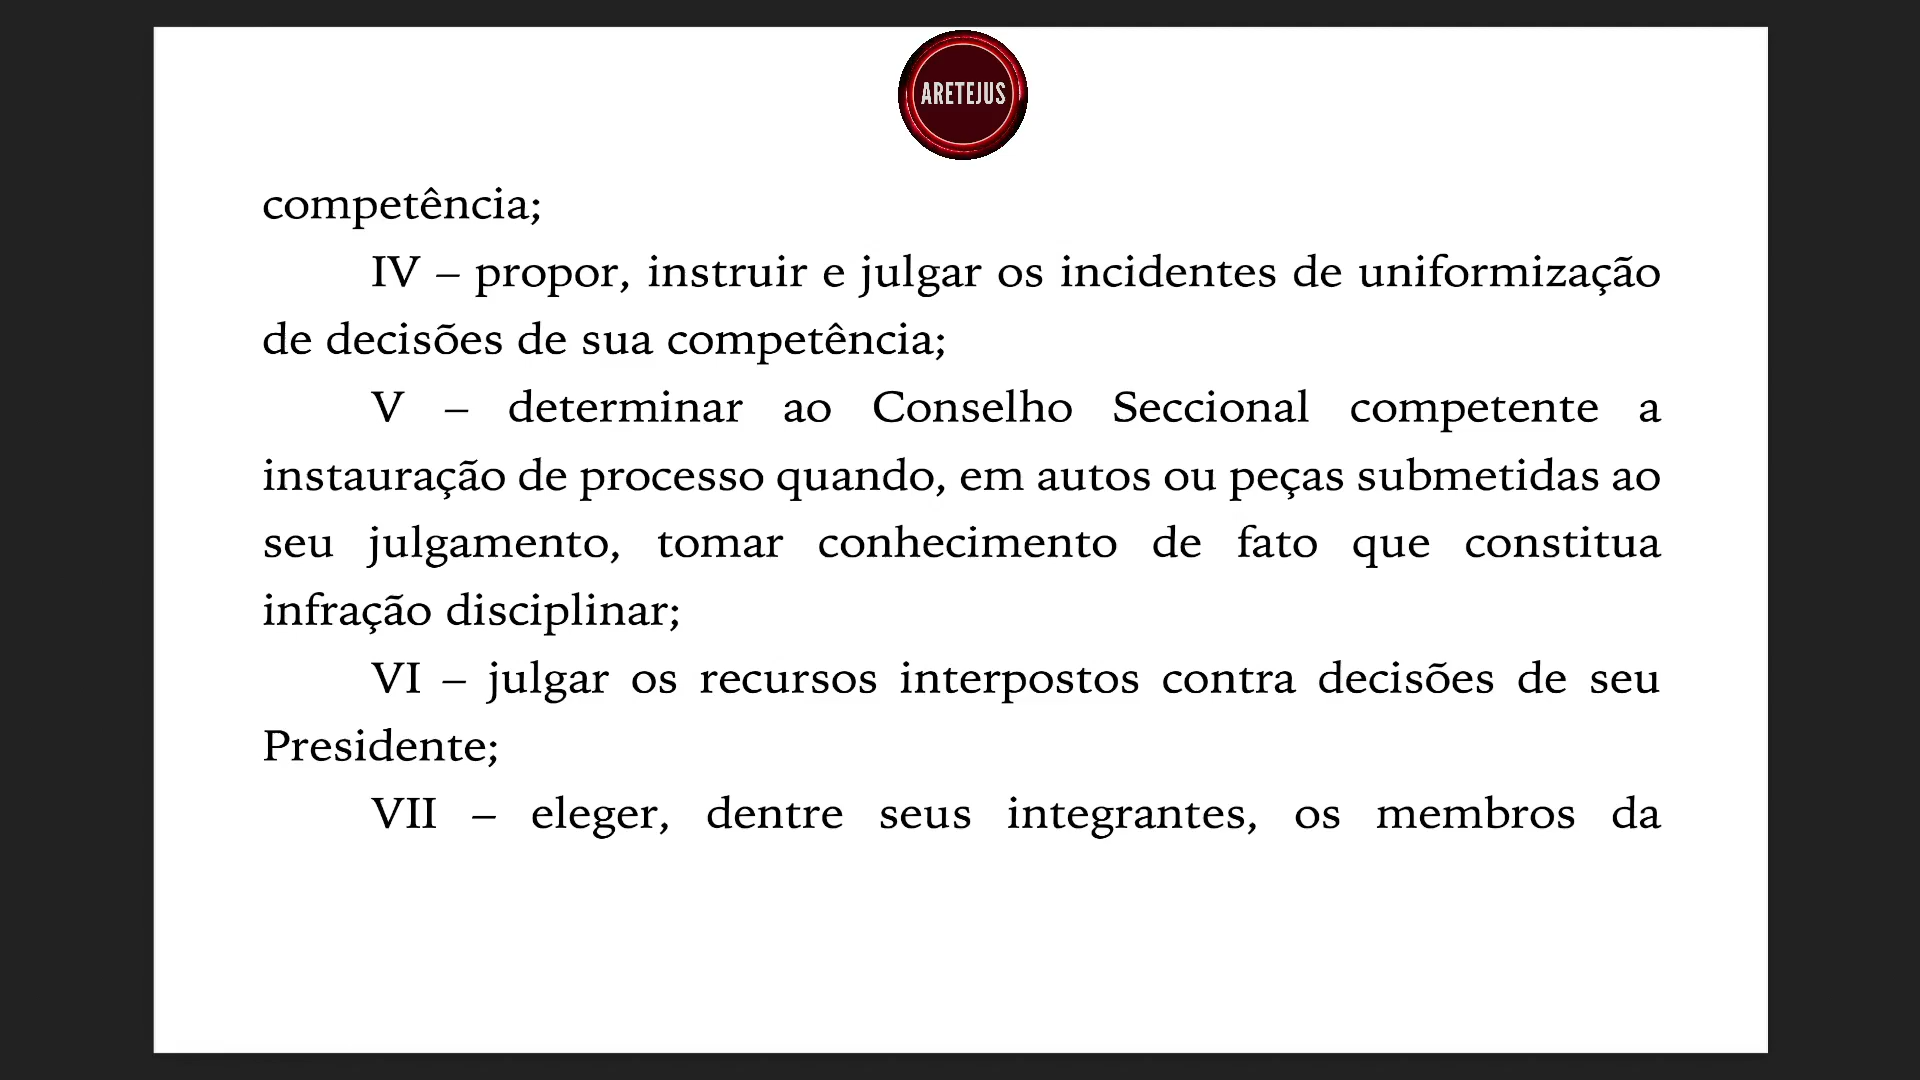 ARETEJUS
competência;
IV – propor, instruir e julgar os incidentes de uniformização
de decisões de sua competência;
V – determinar ao Conselho Seccional competente a
instauração de processo quando, em autos ou peças submetidas ao
seu julgamento, tomar conhecimento de fato que constitua
infração disciplinar;
VI – julgar os recursos interpostos contra decisões de seu
Presidente;
VII – eleger, dentre seus integrantes, os membros da